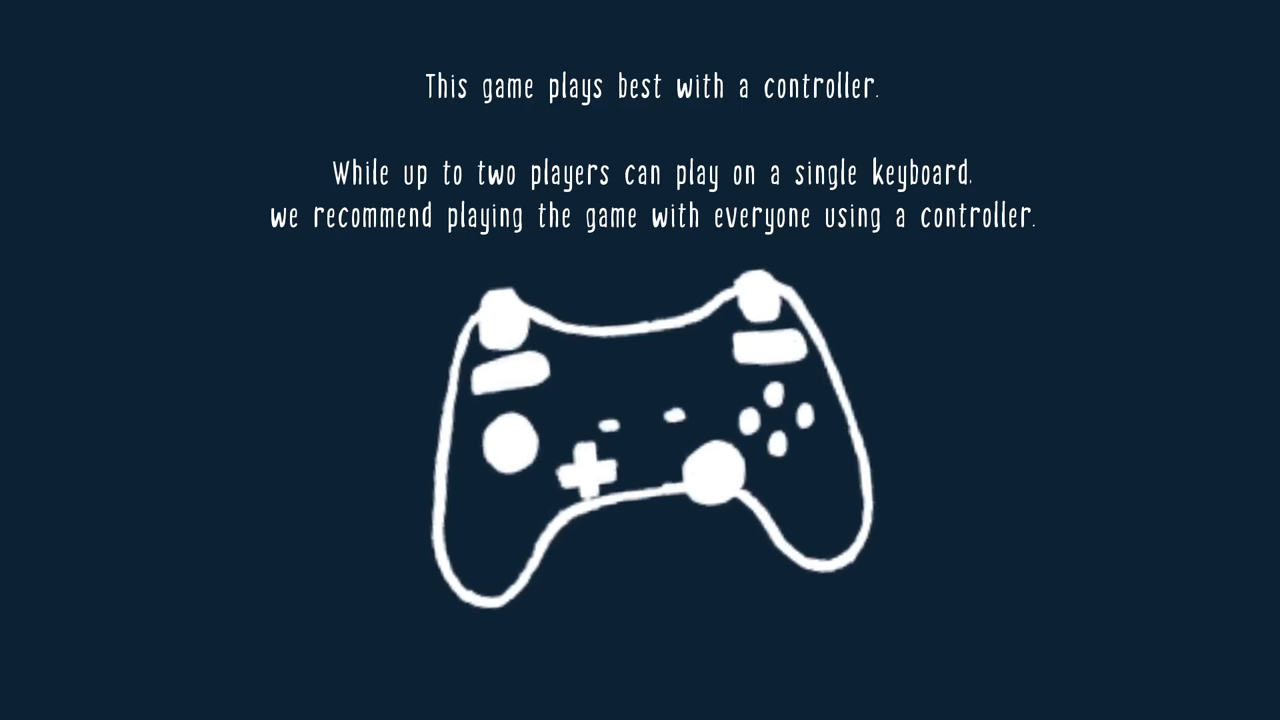 This game plays best with a controller.
While up to two players can play on a single keyboard,
we recommend playing the game with everyone using a controller.